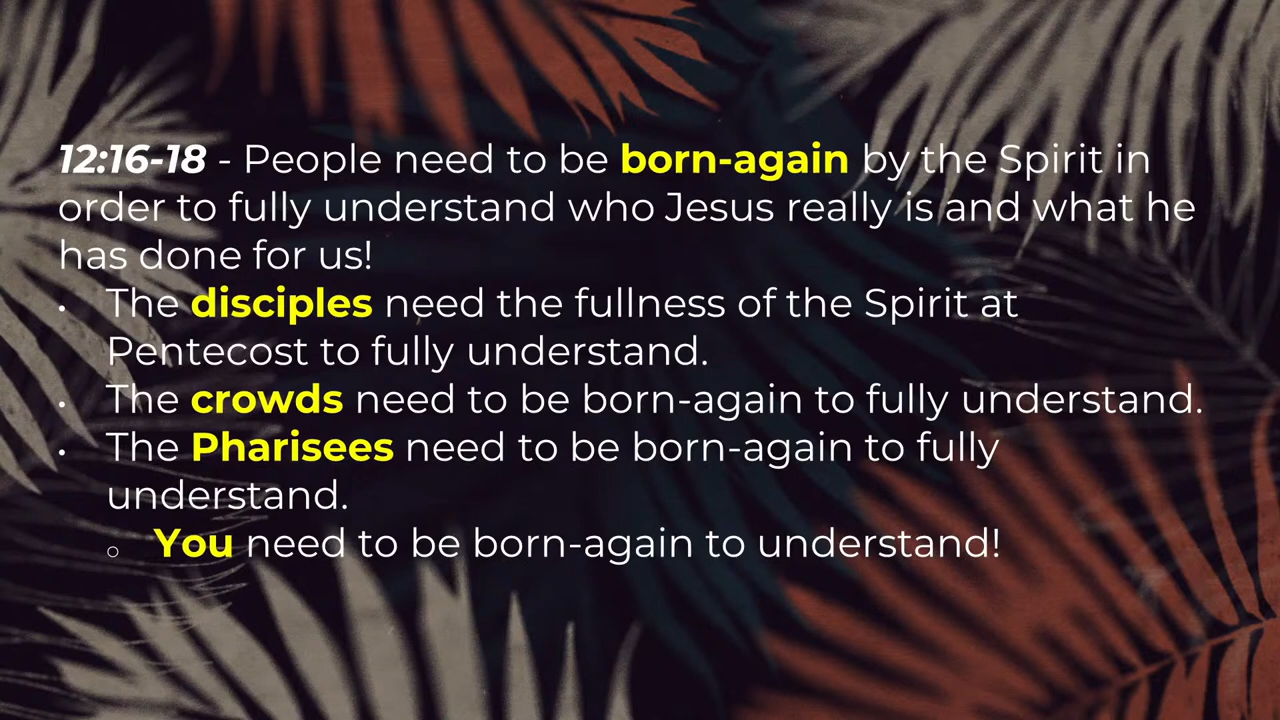 12:16-18 - People need to be born-again by the Spirit in
order to fully understand who Jesus really is and what he
has done for us!
• The disciples need the fullness of the Spirit at
Pentecost to fully understand.
• The crowds need to be born-again to fully understand.
• The Pharisees need to be born-again to fully
understand.
○ You need to be born-again to understand!